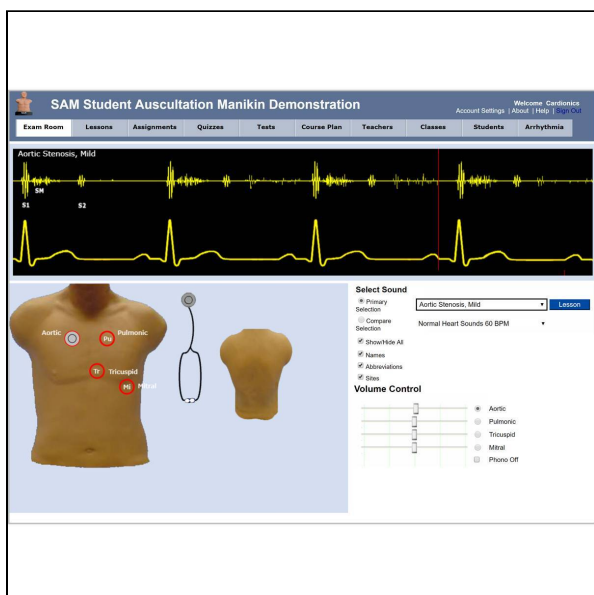 SAM Student Auscultation Manikin Demonstration
Welcome Cardionics
Account Settings | About | Help | Sign Out
Exam Room Lessons Assignments Quizzes Tests Course Plan Teachers Classes Students Arrhythmia
Aortic Stenosis, Mild
SM
S1 S2
Aortic Pu Pulmonic
Tr Tricuspid
Mi Mitral
Select Sound
Primary Selection Aortic Stenosis, Mild Lesson
Compare Selection Normal Heart Sounds 60 BPM
Show/Hide All
Names
Abbreviations
Sites
Volume Control
Aortic
Pulmonic
Tricuspid
Mitral
Phono Off